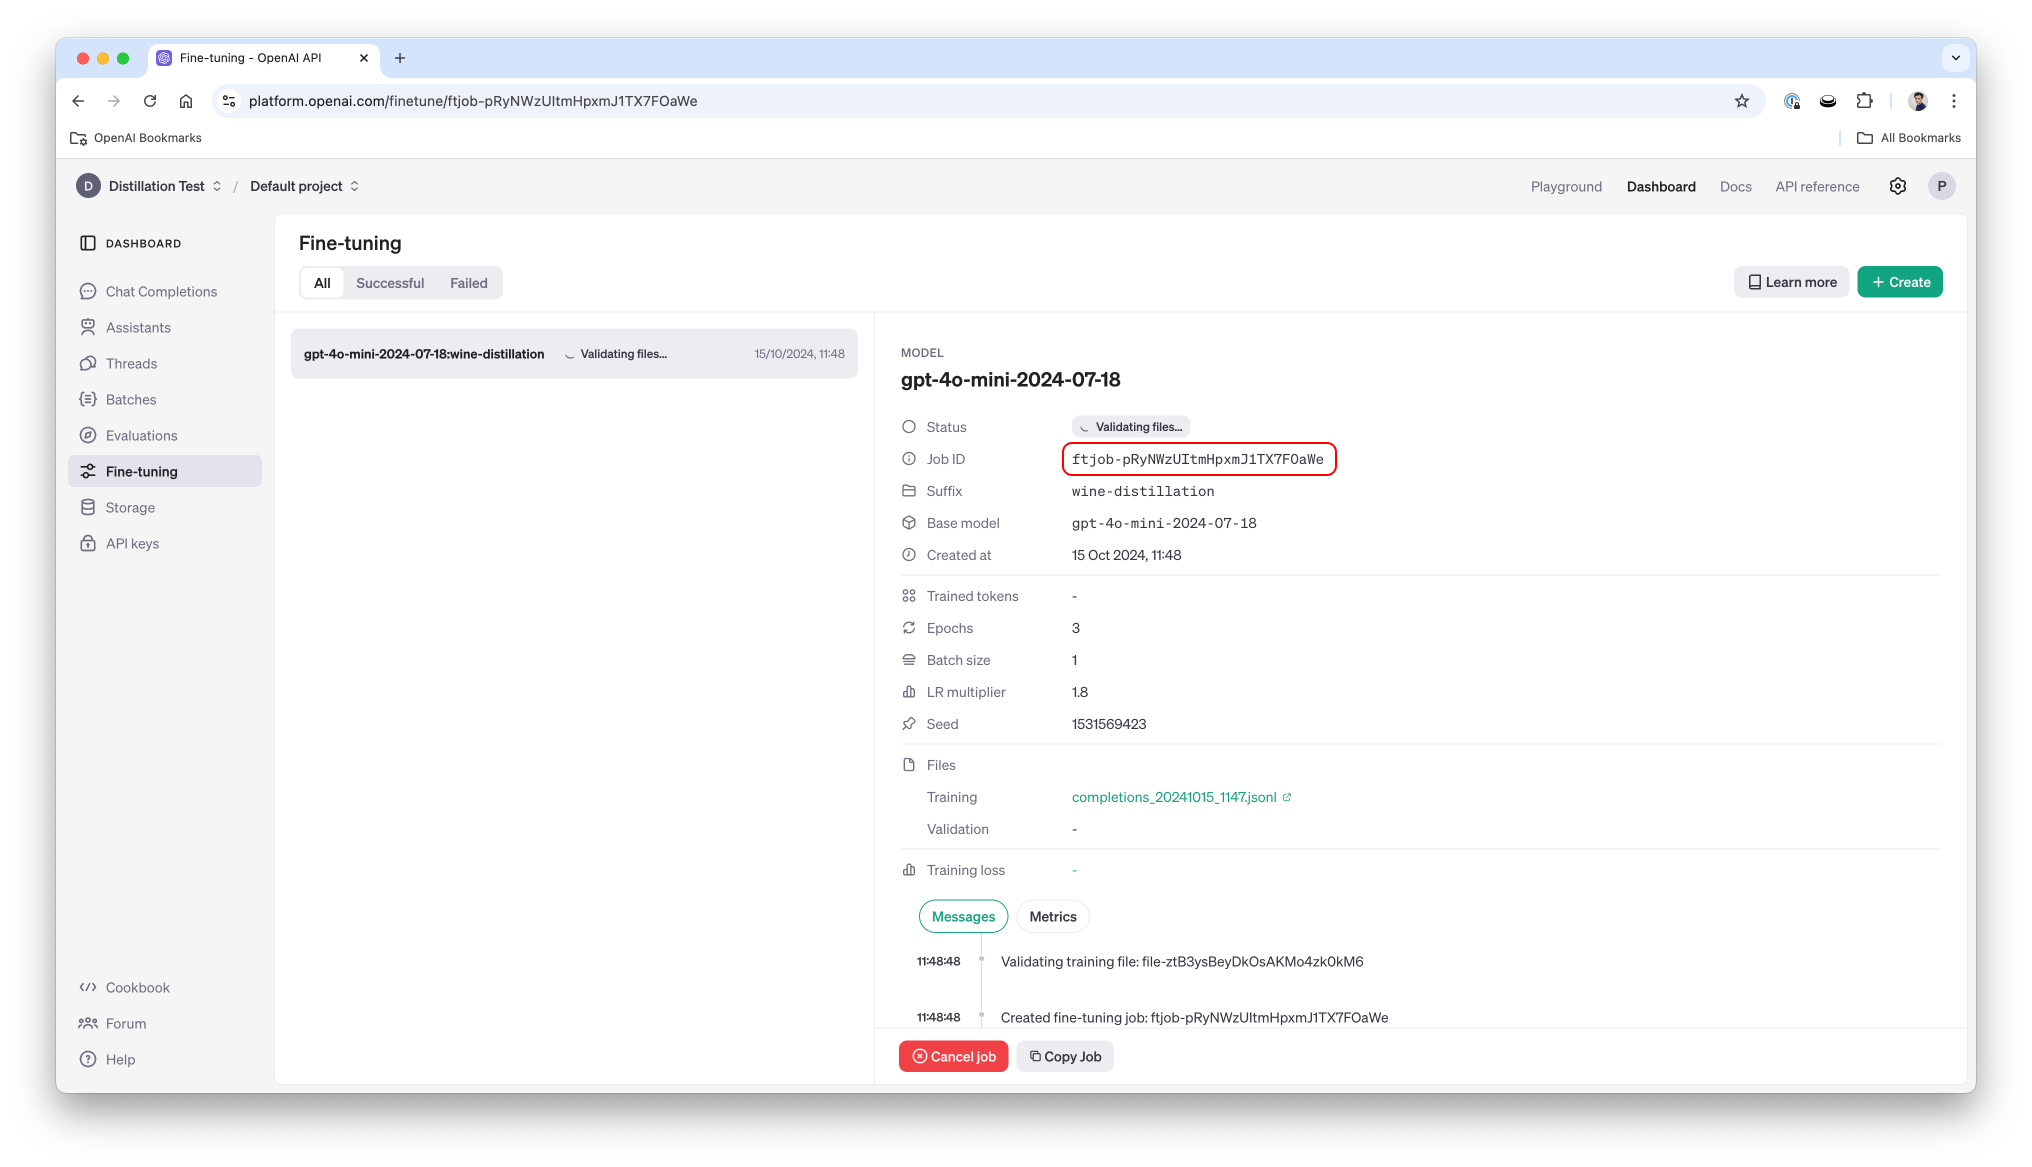 Fine-tuning - OpenAI API
platform.openai.com/finetune/ftjob-pRyNWzUItmHpxmJ1TX7FOaWe
OpenAI Bookmarks
All Bookmarks
D Distillation Test / Default project
Playground Dashboard Docs API reference P
DASHBOARD
Chat Completions
Assistants
Threads
Batches
Evaluations
Fine-tuning
Storage
API keys
Cookbook
Forum
Help
Fine-tuning
All Successful Failed
Learn more + Create
gpt-4o-mini-2024-07-18:wine-distillation Validating files... 15/10/2024, 11:48
MODEL
gpt-4o-mini-2024-07-18
Status Validating files...
Job ID ftjob-pRyNWzUItmHpxmJ1TX7FOaWe
Suffix wine-distillation
Base model gpt-4o-mini-2024-07-18
Created at 15 Oct 2024, 11:48
Trained tokens -
Epochs 3
Batch size 1
LR multiplier 1.8
Seed 1531569423
Files
Training completions_20241015_1147.jsonl
Validation -
Training loss -
Messages Metrics
11:48:48 Validating training file: file-ztB3ysBeyDkOsAKMo4zk0kM6
11:48:48 Created fine-tuning job: ftjob-pRyNWzUItmHpxmJ1TX7FOaWe
Cancel job Copy Job